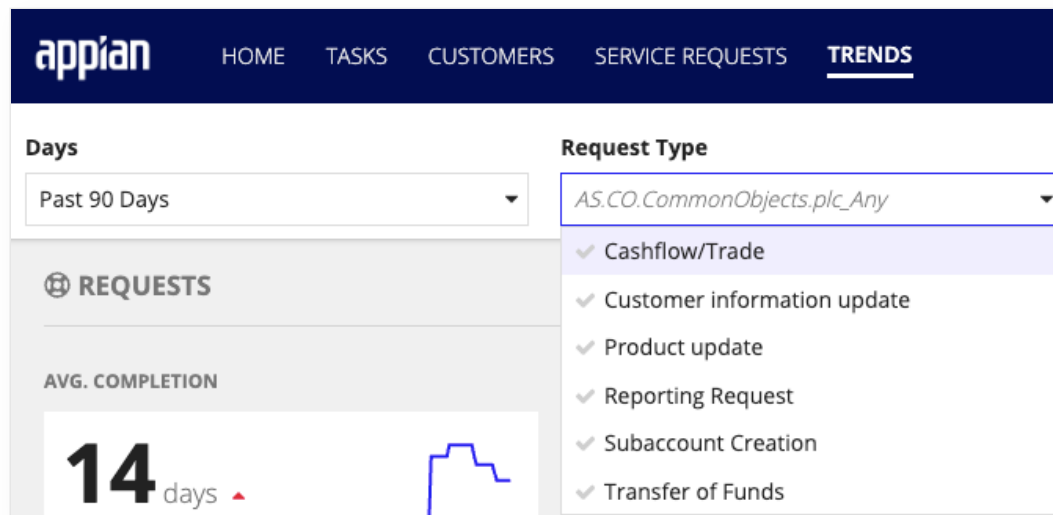 appian HOME TASKS CUSTOMERS SERVICE REQUESTS TRENDS
Days
Past 90 Days
Request Type
AS.CO.CommonObjects.plc_Any
Cashflow/Trade
Customer information update
Product update
Reporting Request
Subaccount Creation
Transfer of Funds
REQUESTS
AVG. COMPLETION
14 days